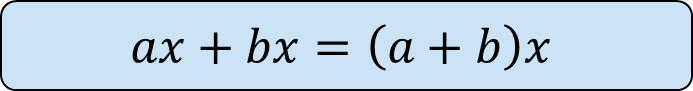 ax + bx = (a + b)x